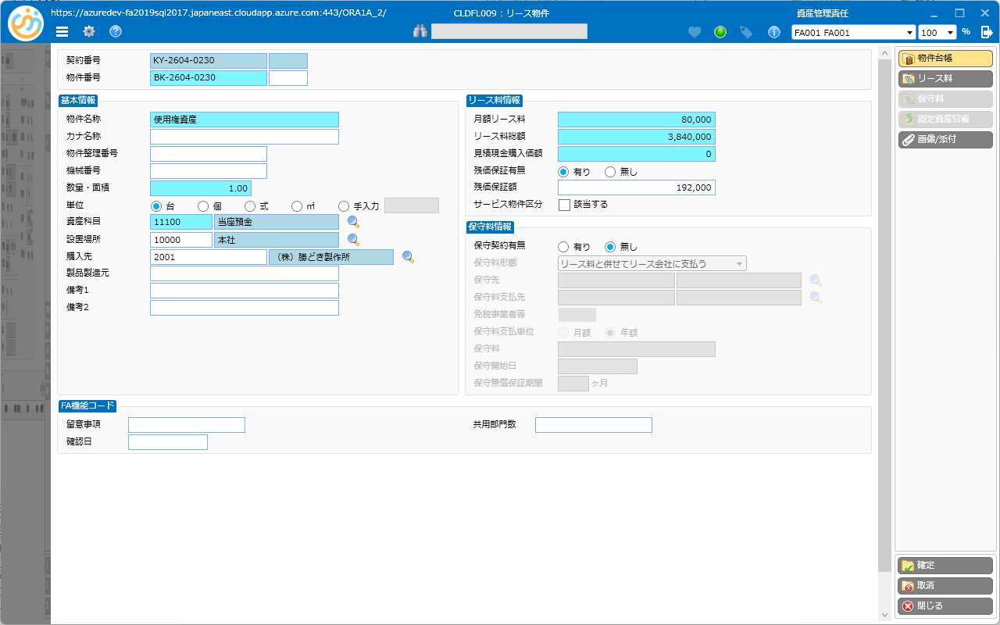 https://azuredev-fa2019sql2017.japaneast.cloudapp.azure.com:443/ORA1A_2/
CLDFL009：リース物件
資産管理責任
FA001 FA001
100
%
契約番号 KY-2604-0230
物件番号 BK-2604-0230
基本情報
物件名称 使用権資産
カナ名称
物件整理番号
機械番号
数量・面積 1.00
単位 台 個 式 ㎡ 手入力
資産科目 11100 当座預金
設置場所 10000 本社
購入先 2001 （株）勝どき製作所
製品製造元
備考1
備考2
リース料情報
月額リース料 80,000
リース料総額 3,840,000
見積現金購入価額 0
残価保証有無 有り 無し
残価保証額 192,000
サービス物件区分 該当する
保守料情報
保守契約有無 有り 無し
保守料形態 リース料と併せてリース会社に支払う
保守先
保守料支払先
免税事業者等
保守料支払単位 月額 年額
保守料
保守開始日
保守無償保証期間 ヶ月
FA機能コード
留意事項
共用部門数
確認日
物件台帳
リース料
保守料
固定資産情報
画像/添付
確定
取消
閉じる